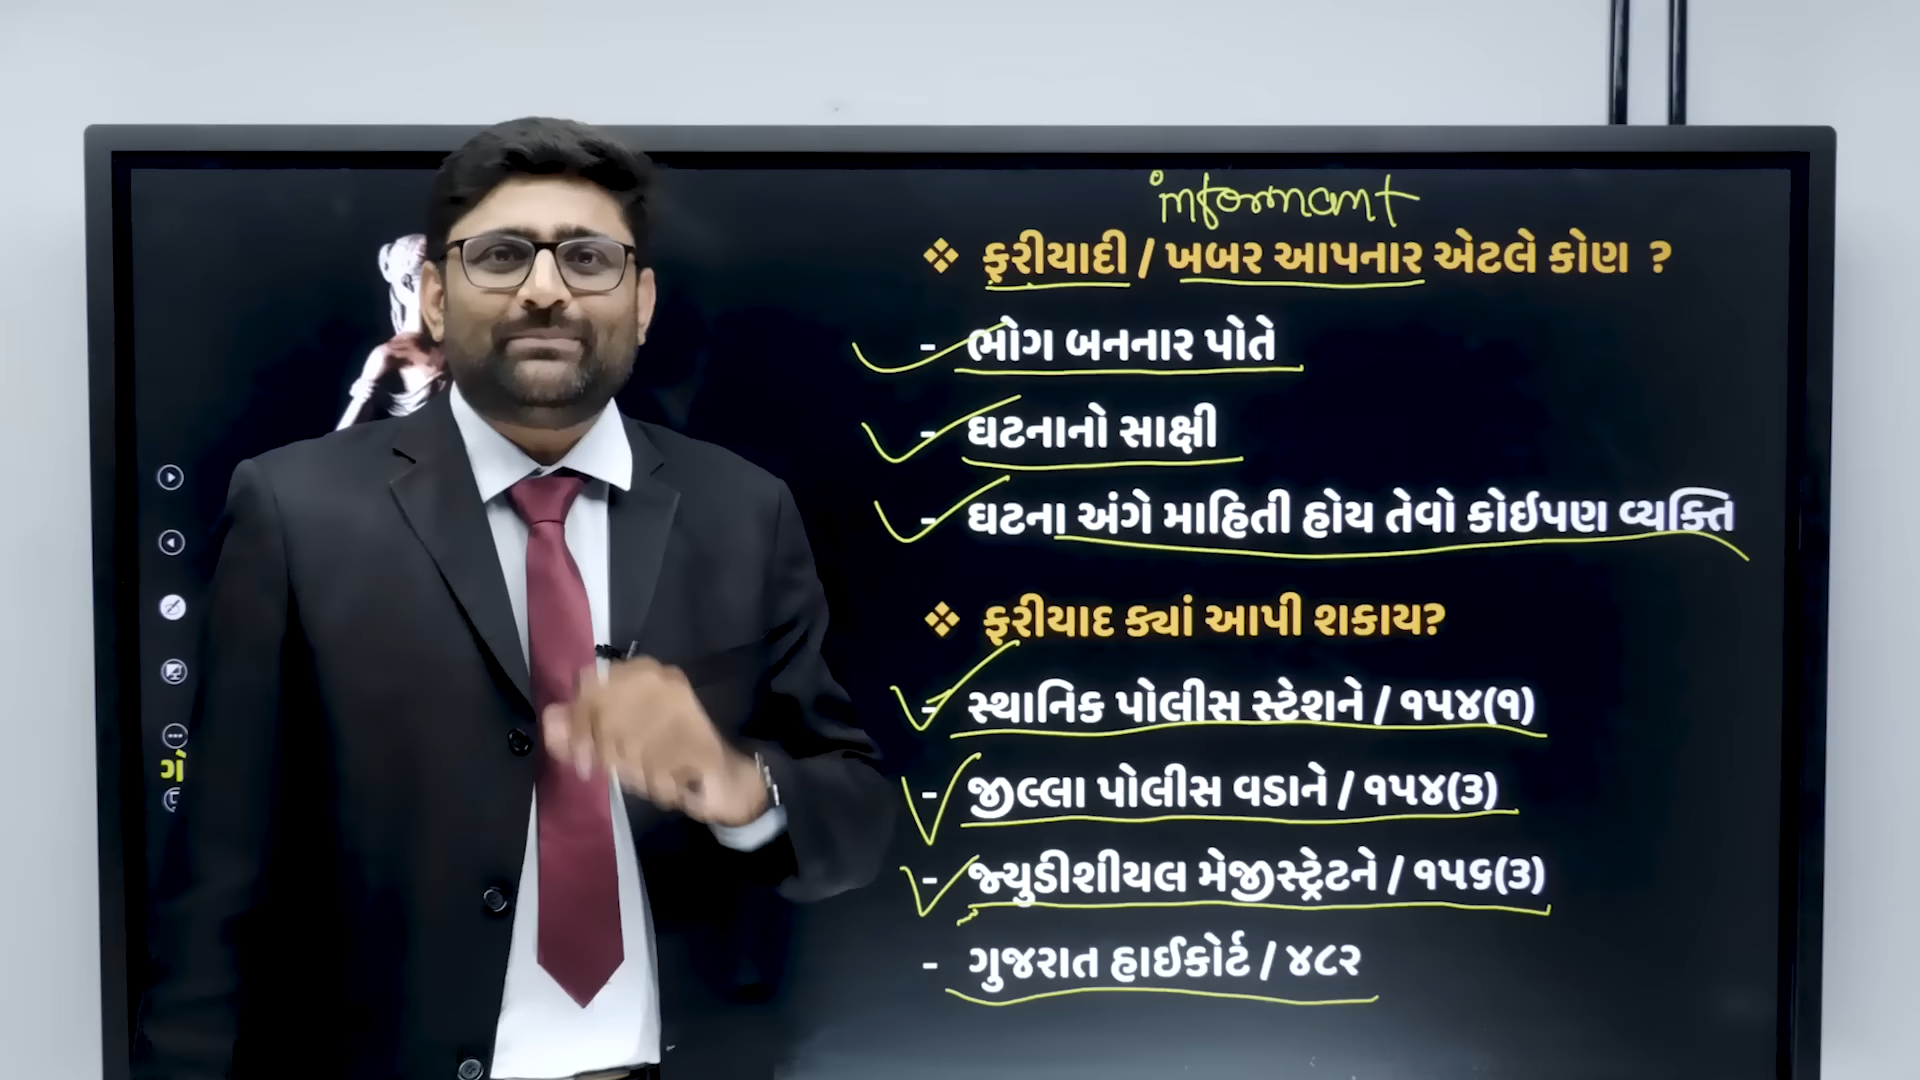 informant
❖ ફરીયાદી / ખબર આપનાર એટલે કોણ ?
- ભોગ બનનાર પોતે
- ઘટનાનો સાક્ષી
- ઘટના અંગે માહિતી હોય તેવો કોઇપણ વ્યક્તિ
❖ ફરીયાદ ક્યાં આપી શકાય?
- સ્થાનિક પોલીસ સ્ટેશને / ૧૫૪(૧)
- જીલ્લા પોલીસ વડાને / ૧૫૪(૩)
- જ્યુડીશીયલ મેજીસ્ટ્રેટને / ૧૫૬(૩)
- ગુજરાત હાઈકોર્ટ / ૪૮૨